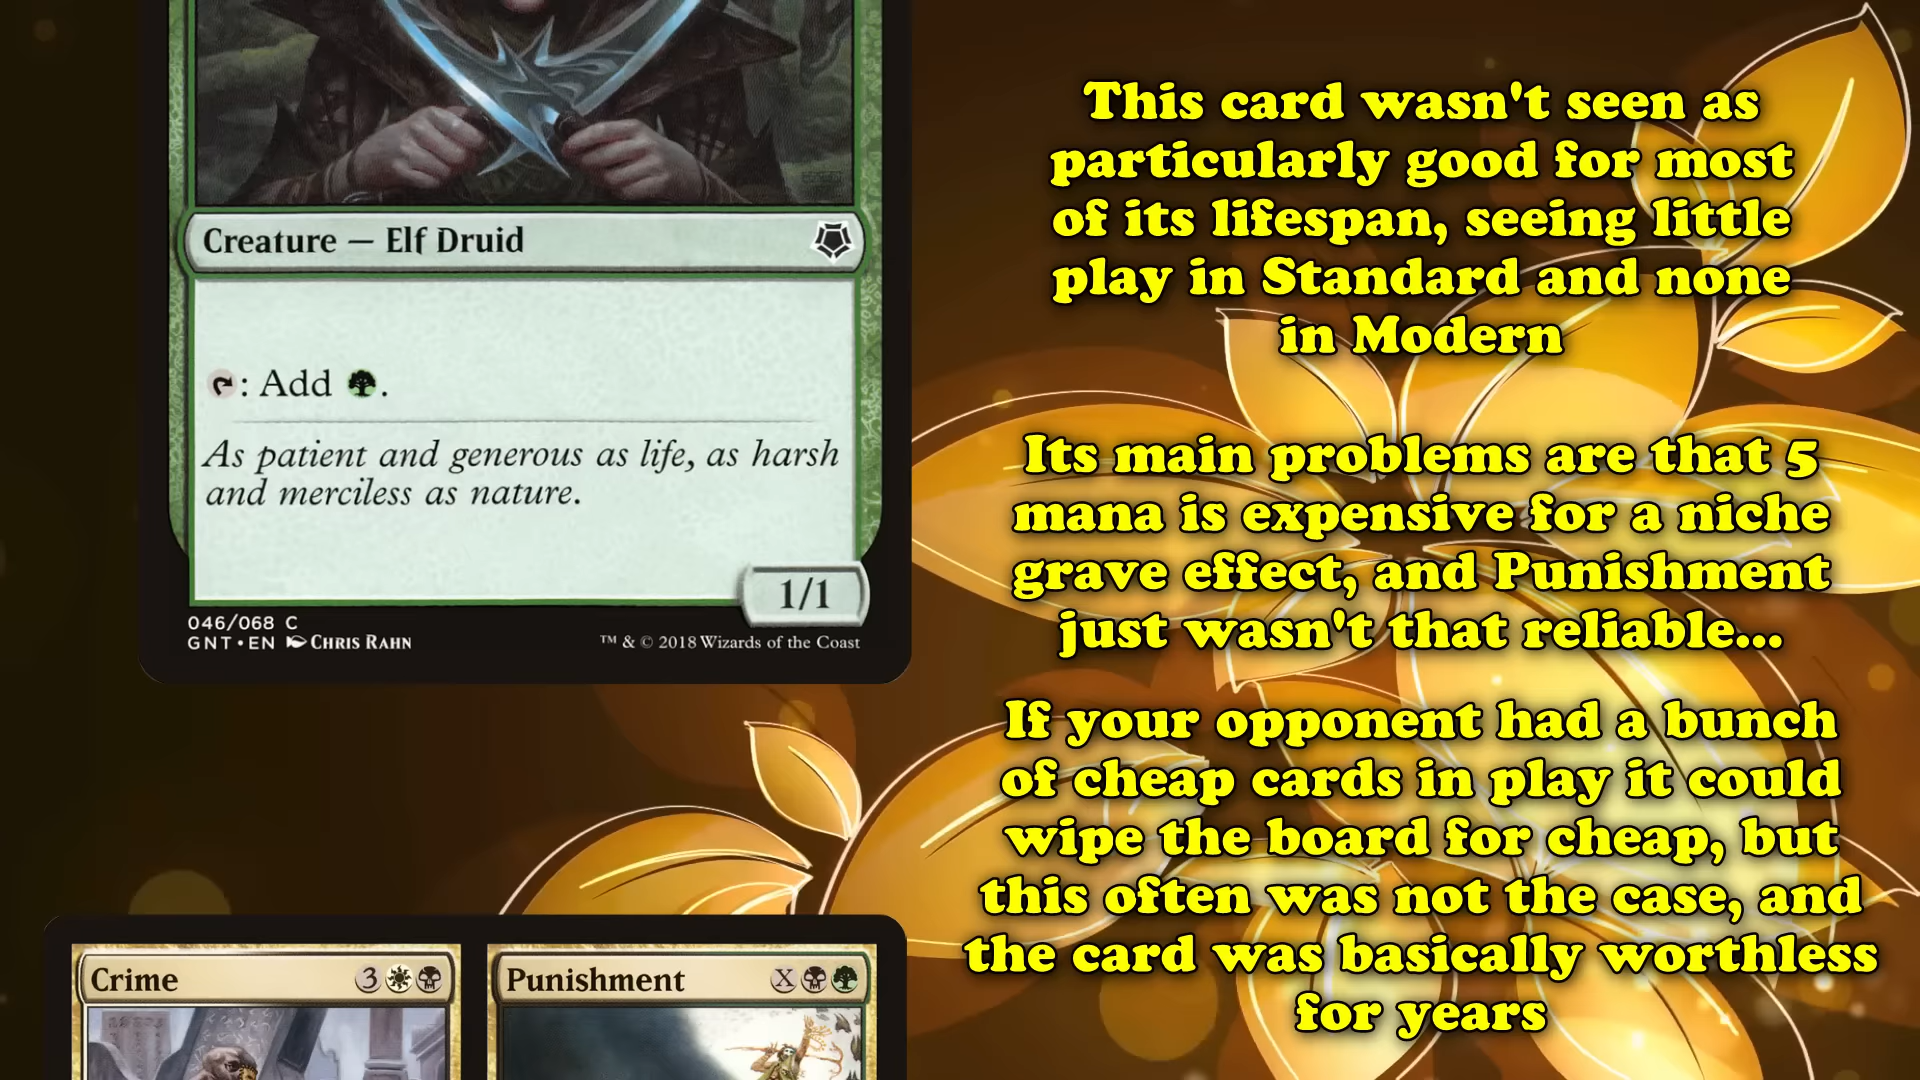 Creature — Elf Druid
: Add .
As patient and generous as life, as harsh
and merciless as nature.
1/1
046/068 C
GNT • EN Chris Rahn
™ & © 2018 Wizards of the Coast
Crime 3
Punishment X
This card wasn't seen as
particularly good for most
of its lifespan, seeing little
play in Standard and none
in Modern
Its main problems are that 5
mana is expensive for a niche
grave effect, and Punishment
just wasn't that reliable...
If your opponent had a bunch
of cheap cards in play it could
wipe the board for cheap, but
this often was not the case, and
the card was basically worthless
for years